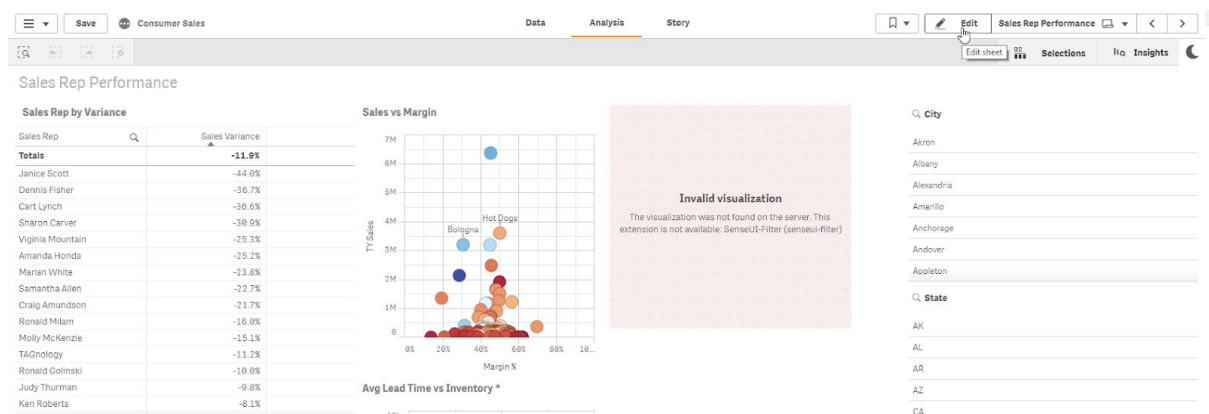 Save
Consumer Sales
Data
Analysis
Story
Edit
Sales Rep Performance
Edit sheet
Selections
Insights
Sales Rep Performance
Sales Rep by Variance
Sales Rep
Sales Variance
Totals -11.9%
Janice Scott -44.0%
Dennis Fisher -36.7%
Cart Lynch -36.6%
Sharon Carver -30.9%
Viginia Mountain -25.3%
Amanda Honda -25.2%
Marian White -23.8%
Samantha Allen -22.7%
Craig Amundson -21.7%
Ronald Milam -16.0%
Molly McKenzie -15.1%
TAGnology -11.2%
Ronald Golinski -10.0%
Judy Thurman -9.8%
Ken Roberts -8.1%
Sales vs Margin
7M
6M
5M
4M
3M
2M
1M
0
TY Sales
Hot Dogs
Bologna
0% 20% 40% 60% 80% 10...
Margin %
Avg Lead Time vs Inventory *
Invalid visualization
The visualization was not found on the server. This
extension is not available: SenseUI-Filter (senseui-filter)
City
Akron
Albany
Alexandria
Amarillo
Anchorage
Andover
Appleton
State
AK
AL
AR
AZ
CA